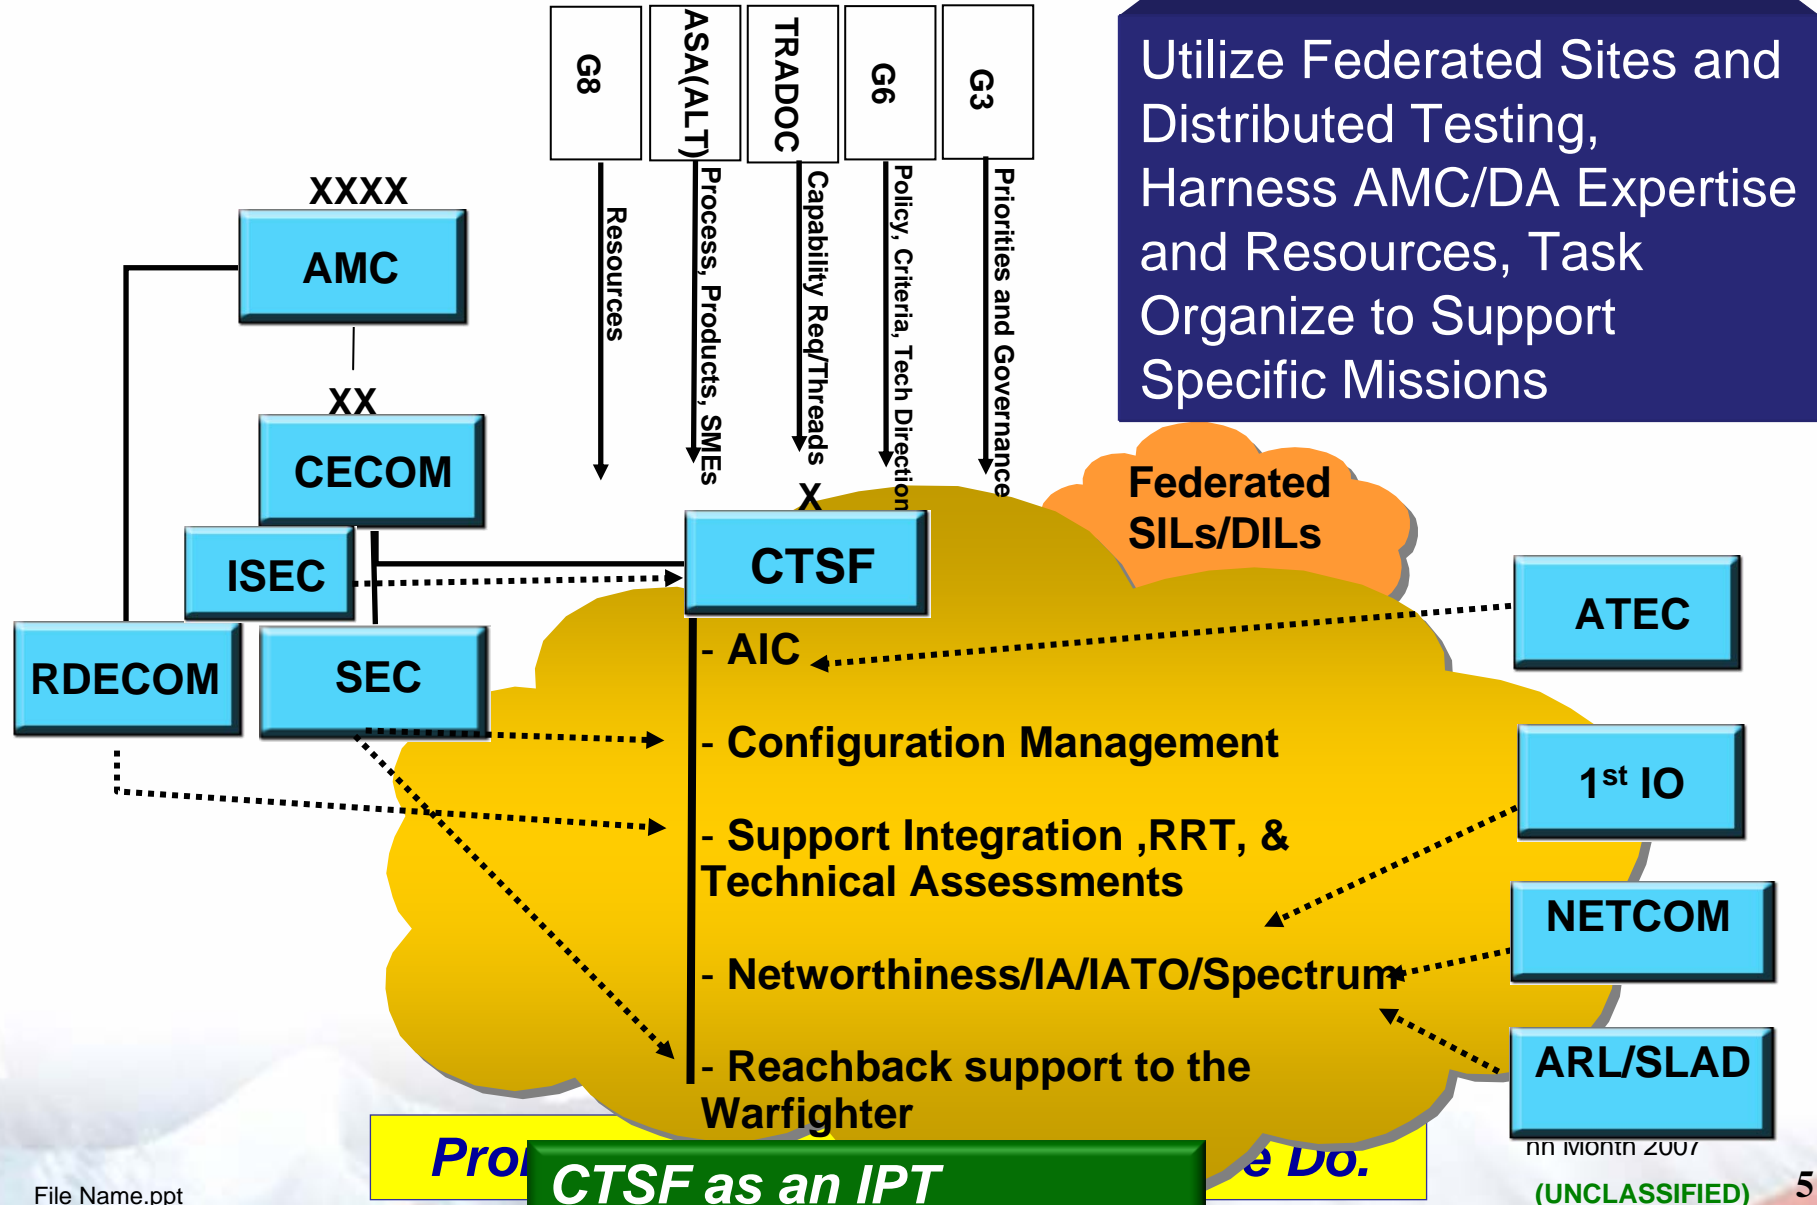 G8
ASA(ALT)
TRADOC
G6
G3
Resources
Process, Products, SMEs
Capability Req/Threads
Policy, Criteria, Tech Direction
Priorities and Governance
Utilize Federated Sites and
Distributed Testing,
Harness AMC/DA Expertise
and Resources, Task
Organize to Support
Specific Missions
XXXX
AMC
XX
CECOM
ISEC
RDECOM
SEC
X
CTSF
Federated
SILs/DILs
- AIC
- Configuration Management
- Support Integration ,RRT, &
Technical Assessments
- Networthiness/IA/IATO/Spectrum
- Reachback support to the
Warfighter
ATEC
1st IO
NETCOM
ARL/SLAD
Do.
CTSF as an IPT
Month 2007
File Name.ppt
(UNCLASSIFIED)
5